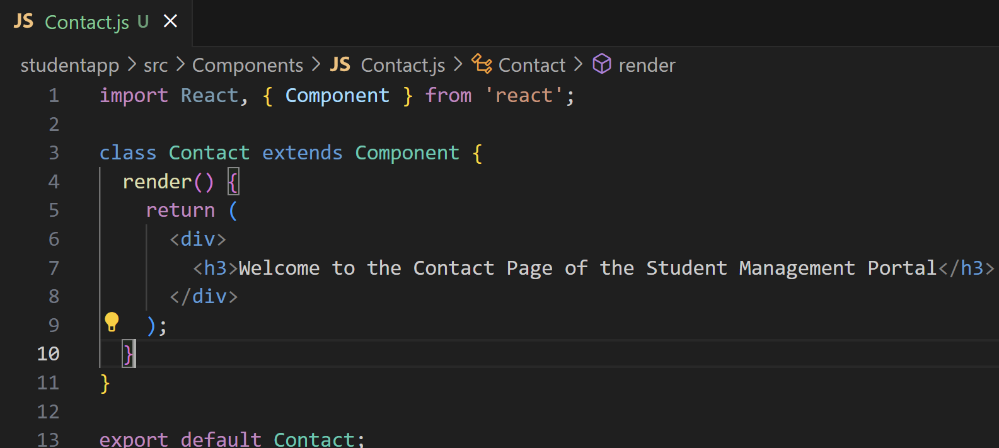 JS Contact.js U
studentapp > src > Components > JS Contact.js > Contact > render
1 import React, { Component } from 'react';
2
3 class Contact extends Component {
4   render() {
5     return (
6       <div>
7         <h3>Welcome to the Contact Page of the Student Management Portal</h3>
8       </div>
9     );
10   }
11 }
12
13 export default Contact;